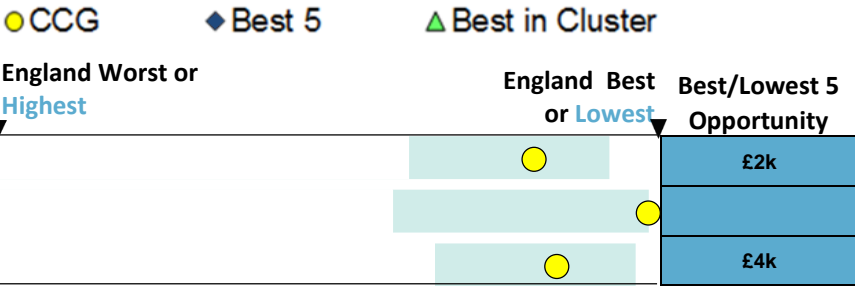 CCG Best 5 Best in Cluster
England Worst or
Highest
England Best
or Lowest
Best/Lowest 5
Opportunity
£2k
£4k